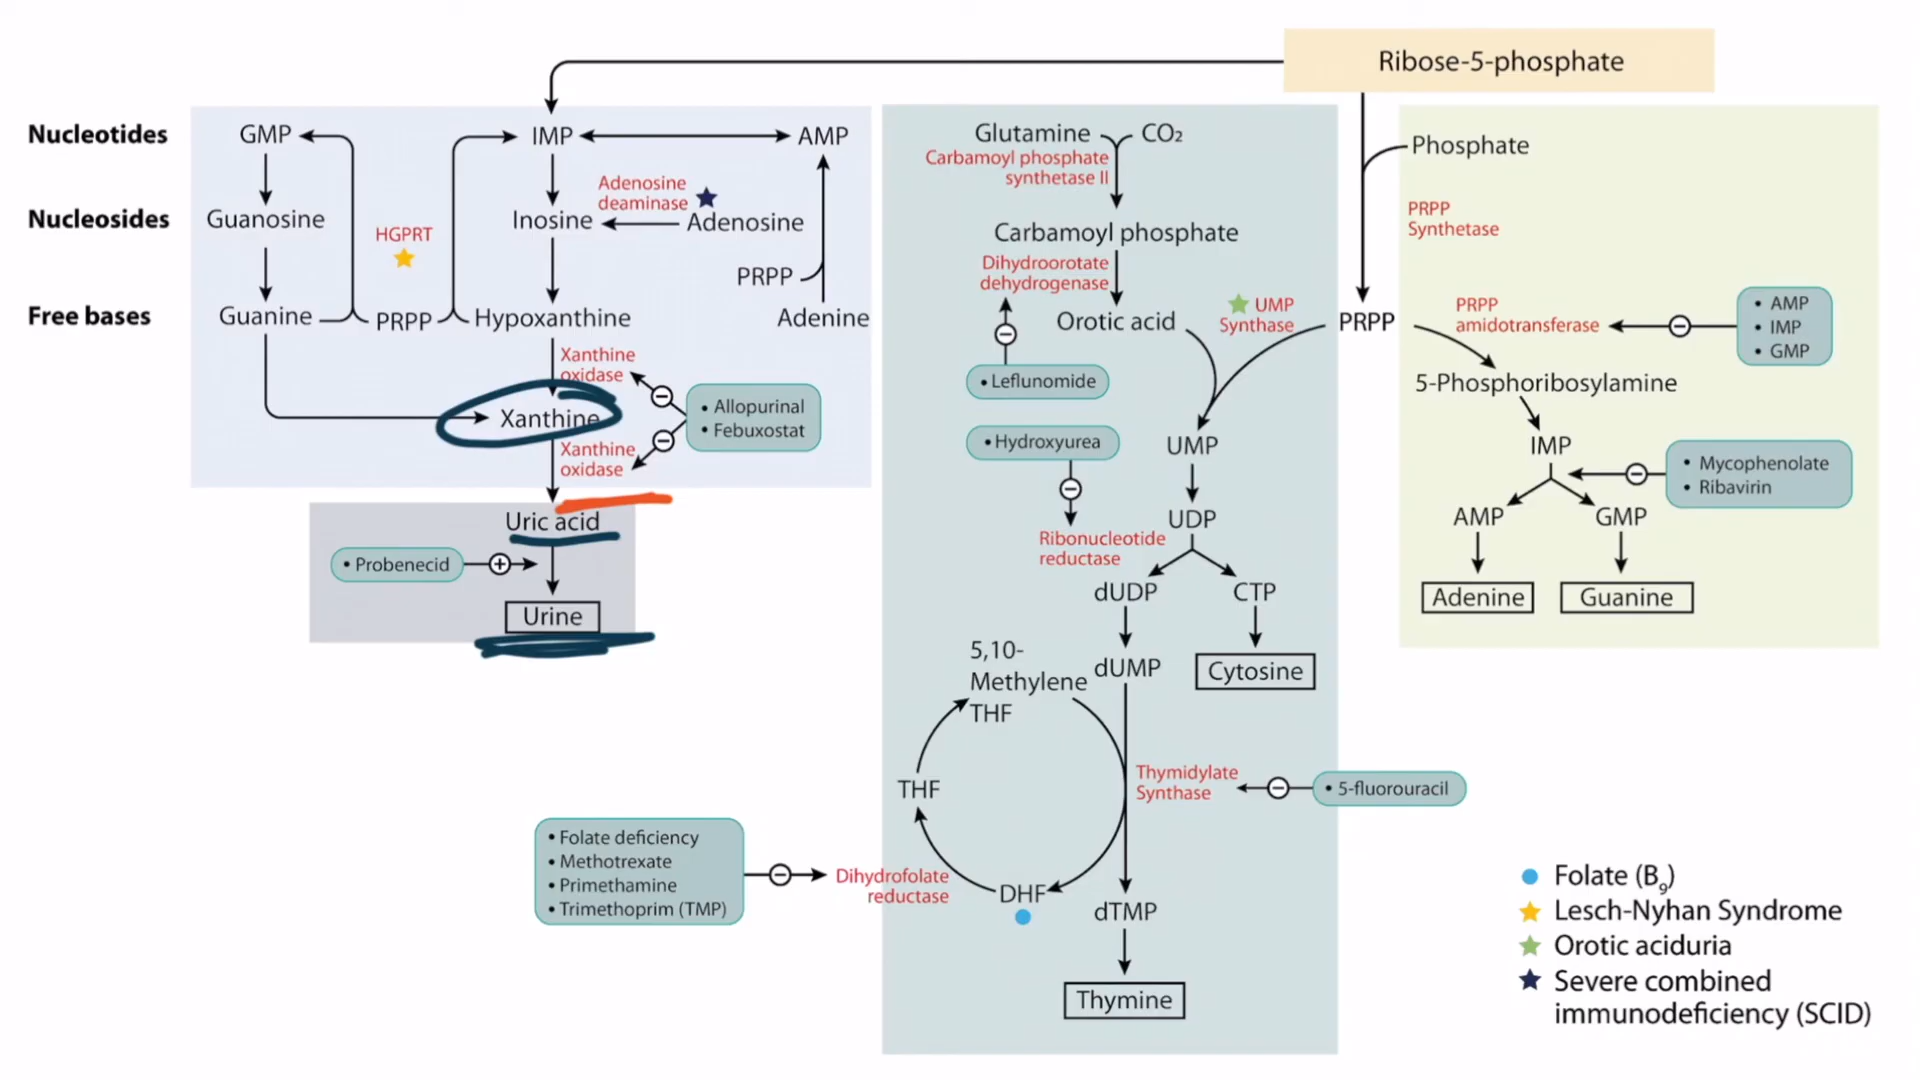 Ribose-5-phosphate
Nucleotides
GMP
IMP
AMP
Adenosine
deaminase
Nucleosides
Guanosine
HGPRT
Inosine
Adenosine
PRPP
Free bases
Guanine
PRPP
Hypoxanthine
Adenine
Xanthine
oxidase
Xanthine
• Allopurinal
• Febuxostat
Xanthine
oxidase
Uric acid
• Probenecid
+
Urine
Glutamine
CO₂
Carbamoyl phosphate
synthetase II
Carbamoyl phosphate
Dihydroorotate
dehydrogenase
Orotic acid
UMP
Synthase
• Leflunomide
• Hydroxyurea
UMP
UDP
Ribonucleotide
reductase
dUDP
CTP
5,10-
Methylene
THF
dUMP
Cytosine
THF
Thymidylate
Synthase
• 5-fluorouracil
• Folate deficiency
• Methotrexate
• Primethamine
• Trimethoprim (TMP)
Dihydrofolate
reductase
DHF
dTMP
Thymine
Phosphate
PRPP
Synthetase
PRPP
PRPP
amidotransferase
• AMP
• IMP
• GMP
5-Phosphoribosylamine
IMP
• Mycophenolate
• Ribavirin
AMP
GMP
Adenine
Guanine
Folate (B₉)
Lesch-Nyhan Syndrome
Orotic aciduria
Severe combined
immunodeficiency (SCID)